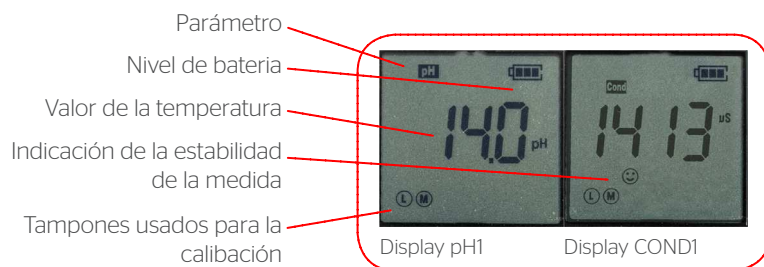 Parámetro
Nivel de bateria
Valor de la temperatura
Indicación de la estabilidad
de la medida
Tampones usados para la
calibación
pH
14.0 pH
L M
Display pH1
Cond
1413 µS
L M
Display COND1